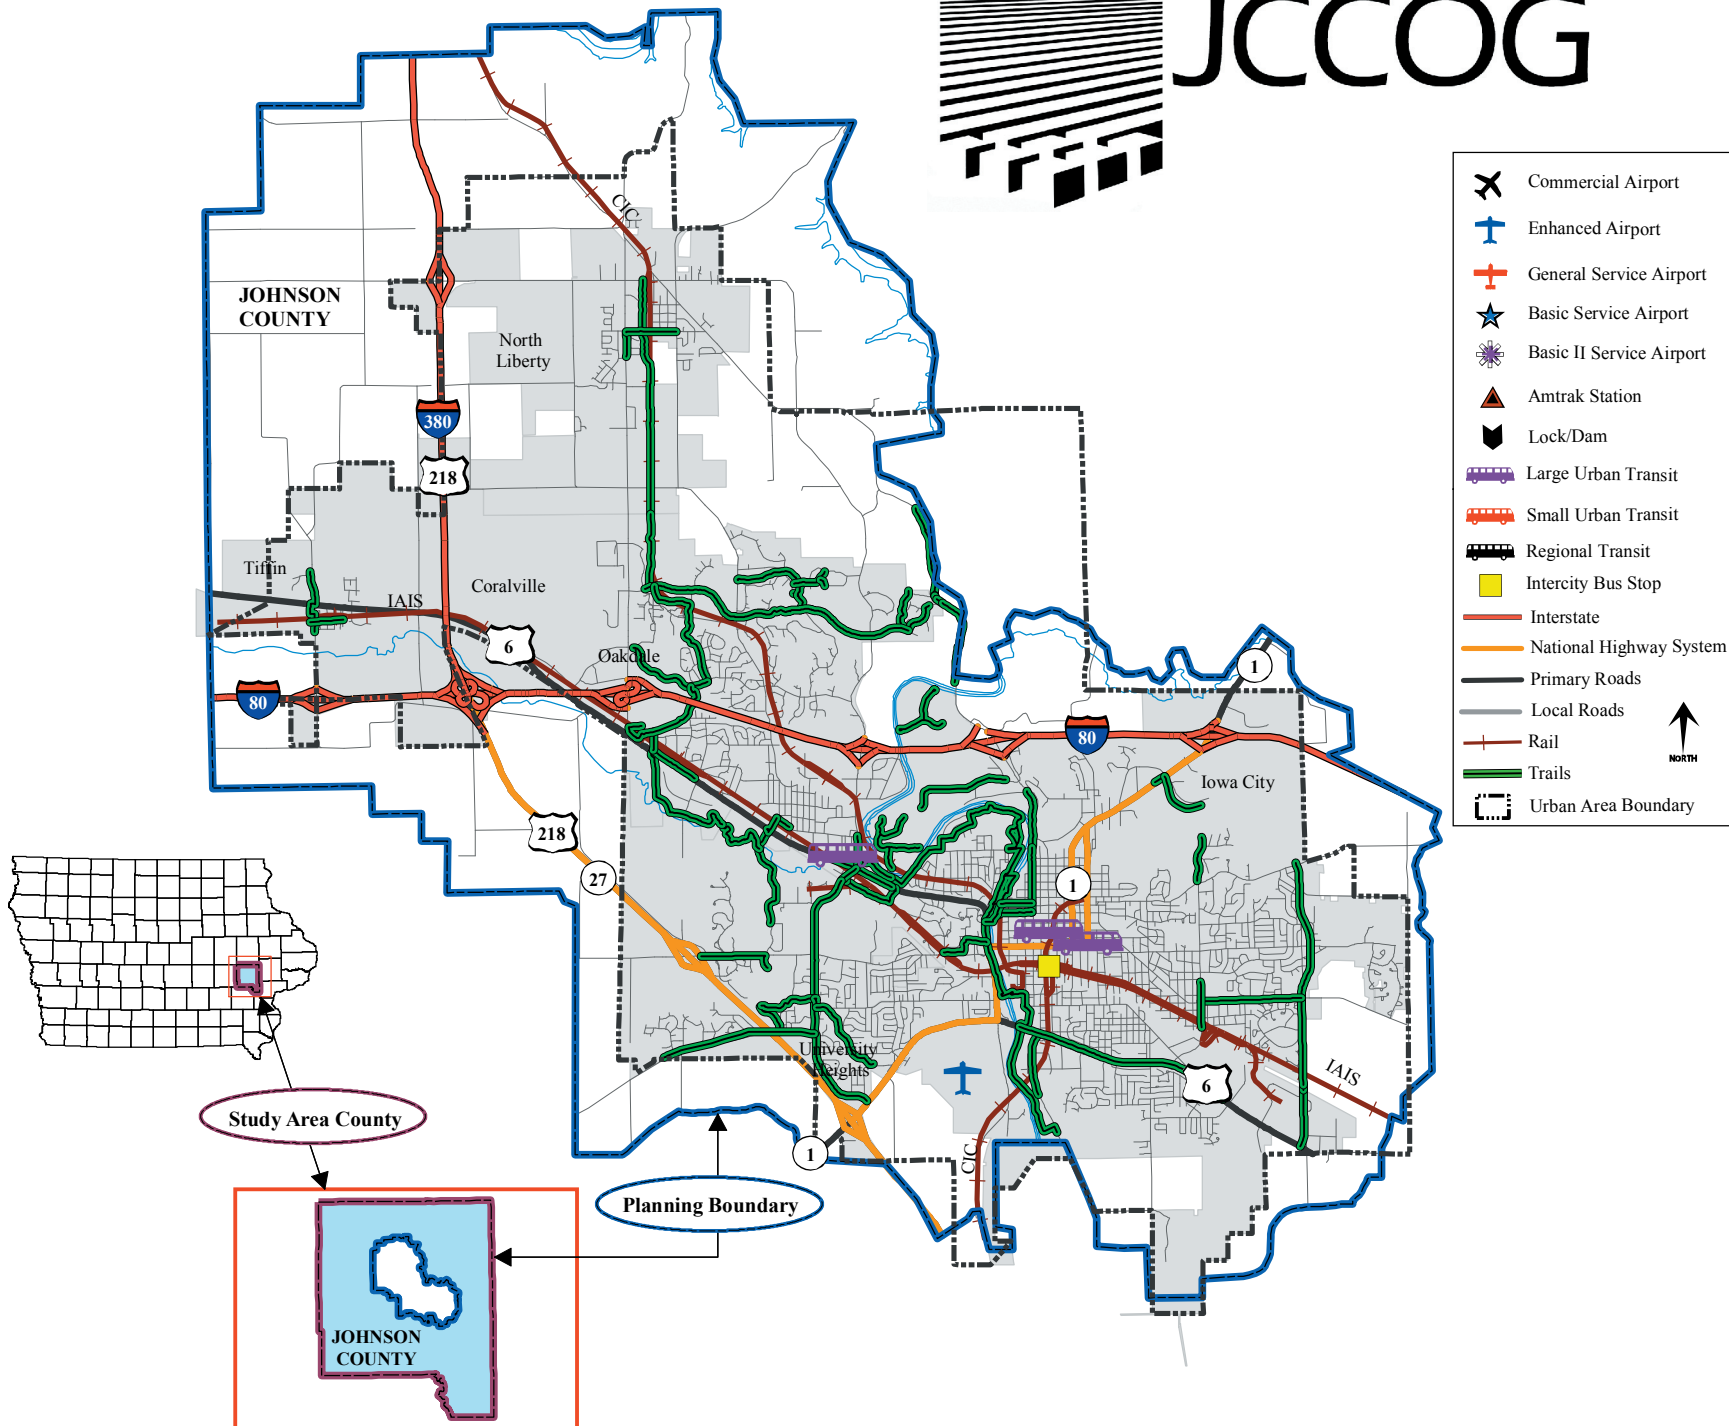 JCCOG
Commercial Airport
Enhanced Airport
General Service Airport
Basic Service Airport
Basic II Service Airport
Amtrak Station
Lock/Dam
Large Urban Transit
Small Urban Transit
Regional Transit
Intercity Bus Stop
Interstate
National Highway System
Primary Roads
Local Roads
Rail
Trails
Urban Area Boundary
NORTH
CIC
JOHNSON
COUNTY
North
Liberty
380
218
Tiffin
IAIS
Coralville
6
Oakdale
80
1
80
Iowa City
218
27
1
University
Heights
6
IAIS
CIC
1
Study Area County
Planning Boundary
JOHNSON
COUNTY